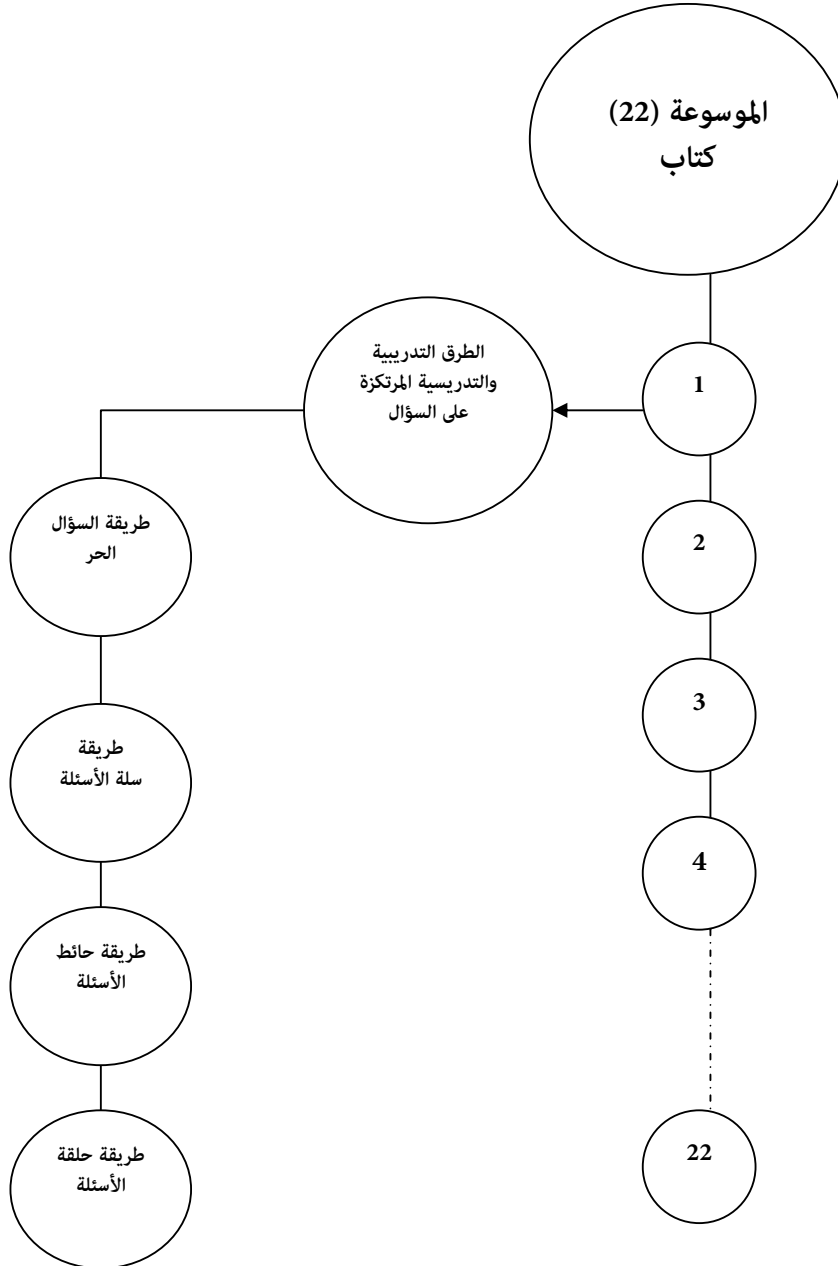 الموسوعة (22)
كتاب
الطرق التدريبية
والتدريسية المرتكزة
على السؤال
1
2
3
4
22
طريقة السؤال
الحر
طريقة
سلة الأسئلة
طريقة حائط
الأسئلة
طريقة حلقة
الأسئلة